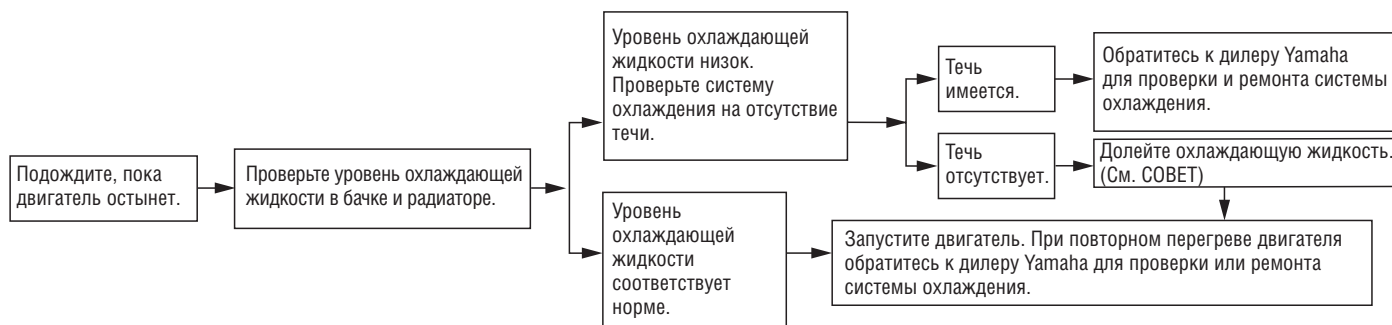 Подождите, пока
двигатель остынет.
Проверьте уровень охлаждающей
жидкости в бачке и радиаторе.
Уровень охлаждающей
жидкости низок.
Проверьте систему
охлаждения на отсутствие
течи.
Течь
имеется.
Обратитесь к дилеру Yamaha
для проверки и ремонта системы
охлаждения.
Течь
отсутствует.
Долейте охлаждающую жидкость.
(См. СОВЕТ)
Уровень
охлаждающей
жидкости
соответствует
норме.
Запустите двигатель. При повторном перегреве двигателя
обратитесь к дилеру Yamaha для проверки или ремонта
системы охлаждения.